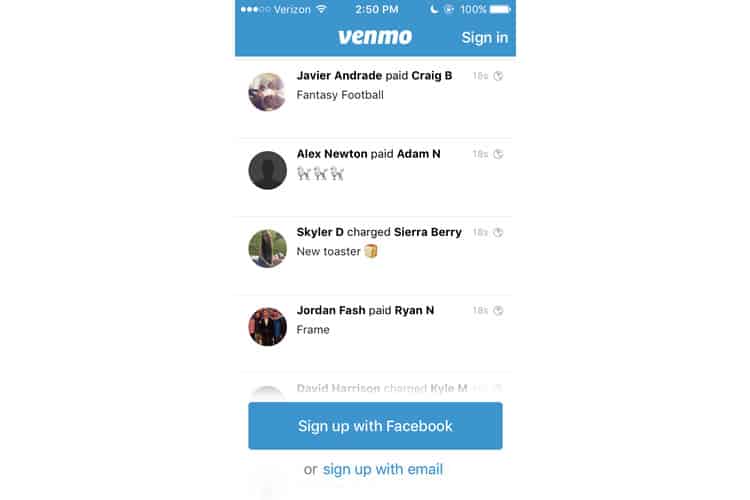 Verizon 2:50 PM 100%
venmo Sign in
Javier Andrade paid Craig B 18s
Fantasy Football
Alex Newton paid Adam N 18s
🐩🐩🐩
Skyler D charged Sierra Berry 18s
New toaster 🍞
Jordan Fash paid Ryan N 18s
Frame
David Harrison charged Kyle M
Sign up with Facebook
or sign up with email